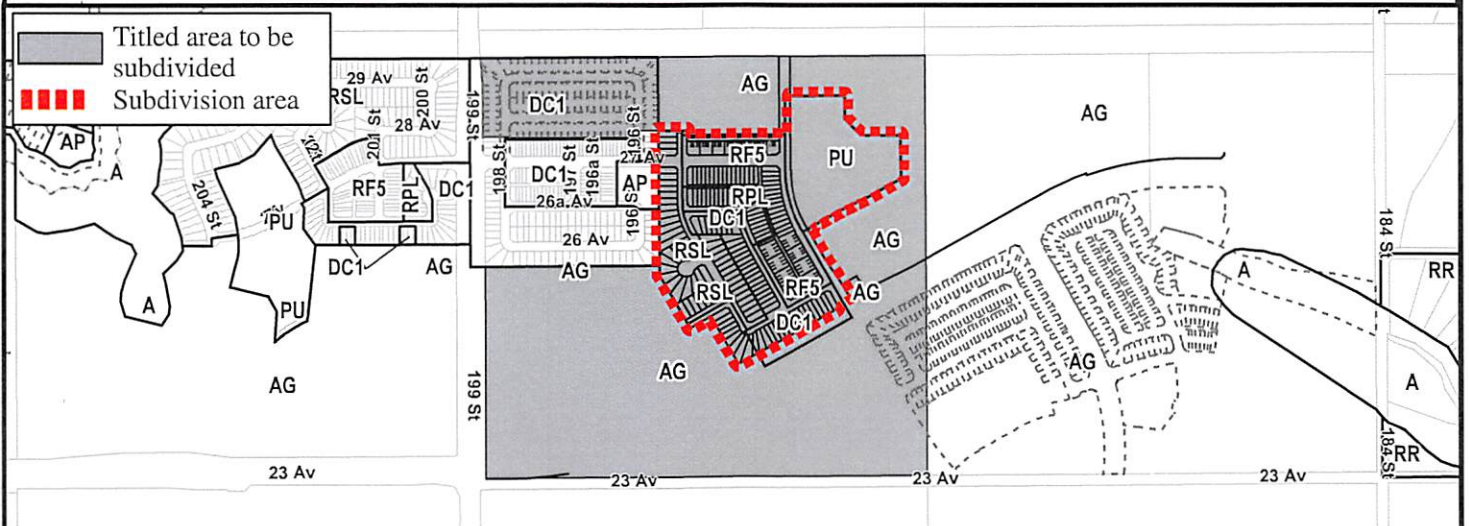 Titled area to be
subdivided
Subdivision area
29 Av
RSL
200 St
201 St
28 Av
199 St
DC1
196 St
AG
AG
AP
A
204 St
RF5
RPL
DC1
PU
198 St
DC1
197 St
196a St
27 Av
AP
26a Av
196 St
26 Av
AG
RF5
PU
RPL
DC1
RSL
RSL
RF5
DC1
AG
AG
184 St
A
RR
DC1
AG
A
PU
AG
199 St
AG
AG
A
184 St
RR
23 Av
23 Av
23 Av
23 Av